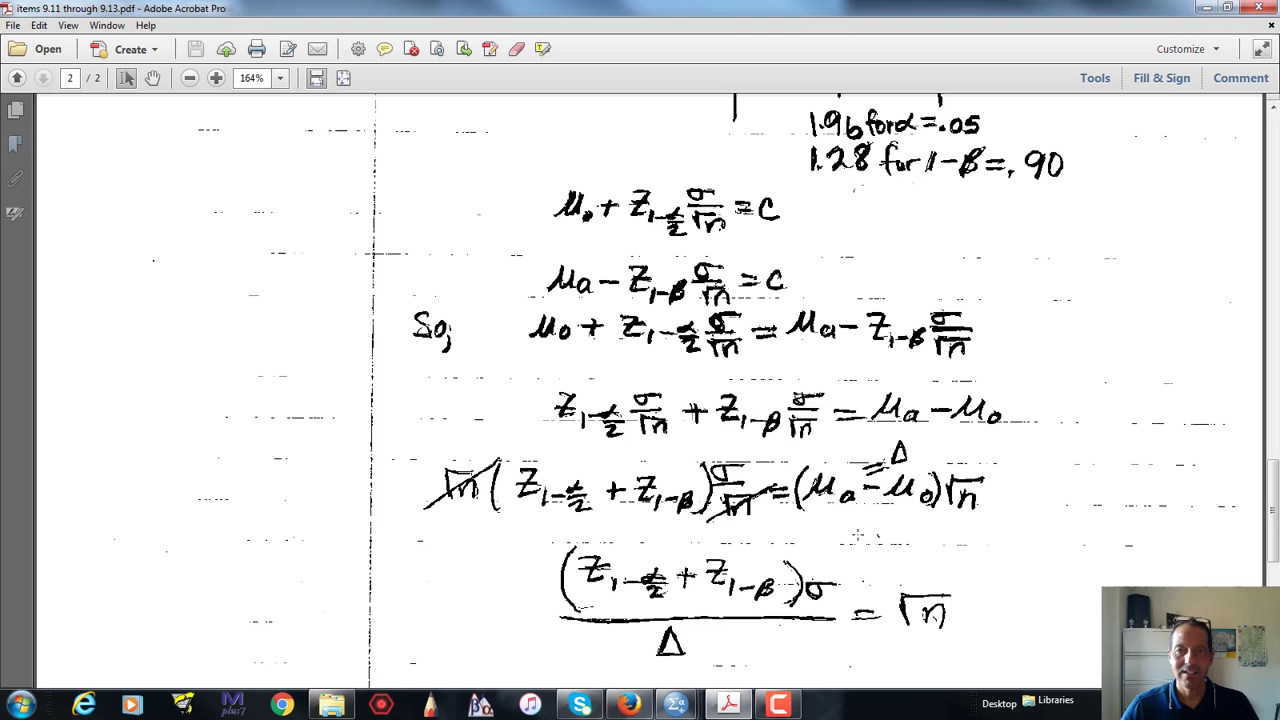 items 9.11 through 9.13.pdf - Adobe Acrobat Pro
File Edit View Window Help
Open Create Customize
2 / 2 164% Tools Fill & Sign Comment
1.96 for α = .05
1.28 for 1-β = .90
μ₀ + Z₁₋α/₂ σ/√n = C
μa - Z₁₋β σ/√n = C
So, μ₀ + Z₁₋α/₂ σ/√n = μa - Z₁₋β σ/√n
Z₁₋α/₂ σ/√n + Z₁₋β σ/√n = μa - μ₀
= Δ
√n (Z₁₋α/₂ + Z₁₋β) σ/√n = (μa - μ₀)√n
(Z₁₋α/₂ + Z₁₋β)σ / Δ = √n
M plus7 Desktop Libraries